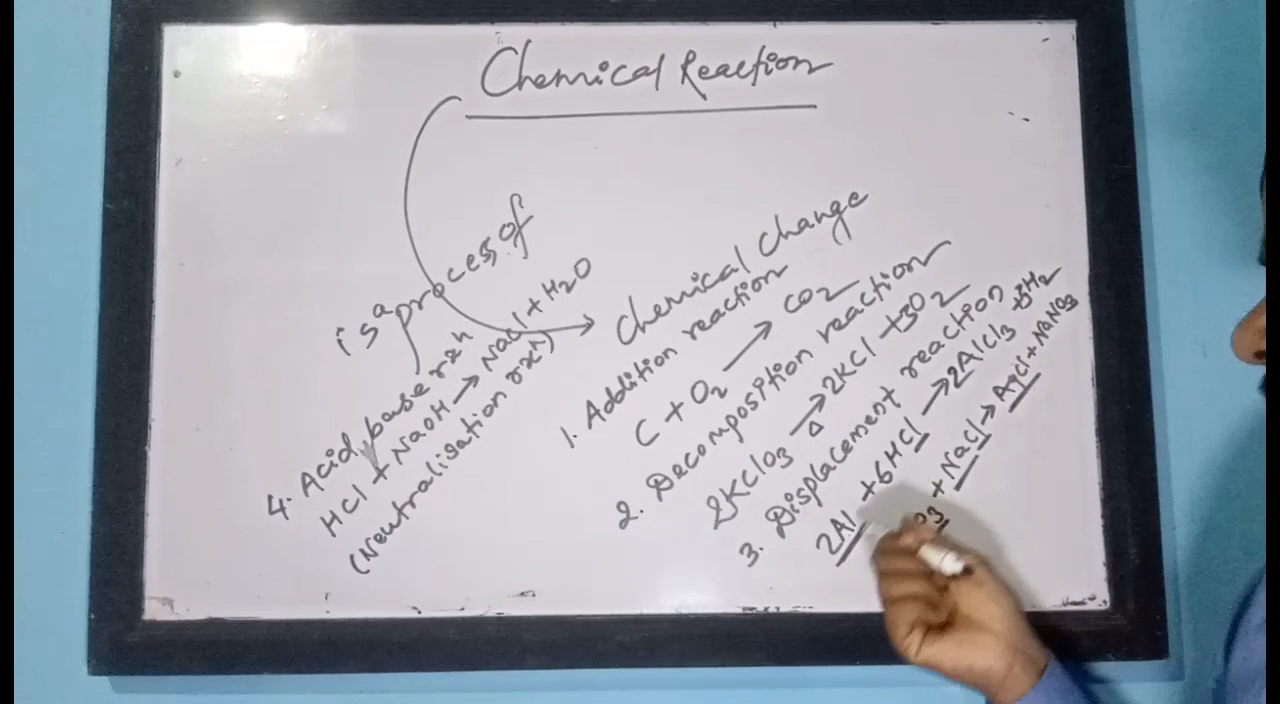 Chemical Reaction
is a process of
Chemical Change
1. Addition reaction
C + O2 → CO2
2. Decomposition reaction
2KClO3 →Δ 2KCl + 3O2
3. Displacement reaction
2Al + 6HCl → 2AlCl3 + 3H2
O3 + NaCl → AgCl + NaNO3
4. Acid, base rxn
HCl + NaOH → NaCl + H2O
(Neutralisation rxn)